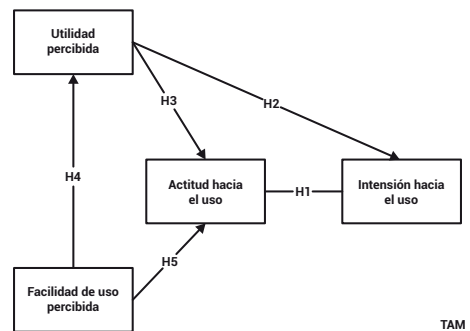 Utilidad
percibida
H3
H2
H4
Actitud hacia
el uso
H1
Intensión hacia
el uso
H5
Facilidad de uso
percibida
TAM